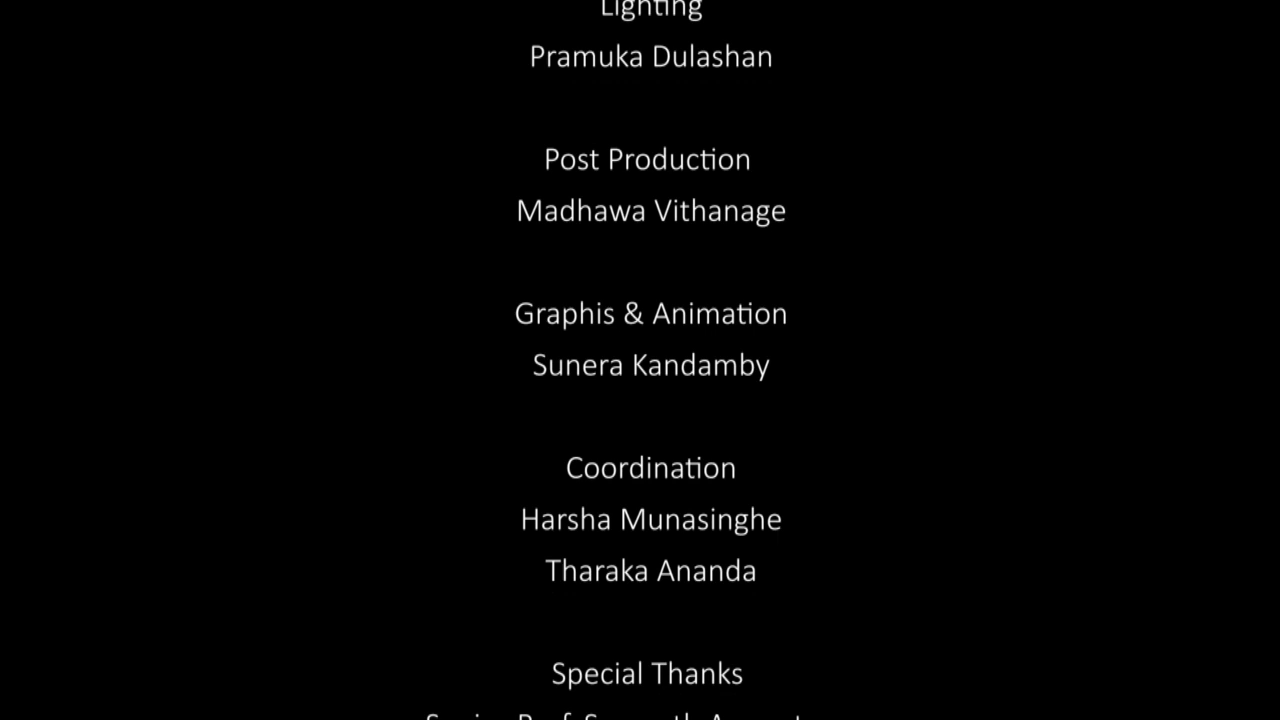 Lighting
Pramuka Dulashan
Post Production
Madhawa Vithanage
Graphis & Animation
Sunera Kandamby
Coordination
Harsha Munasinghe
Tharaka Ananda
Special Thanks